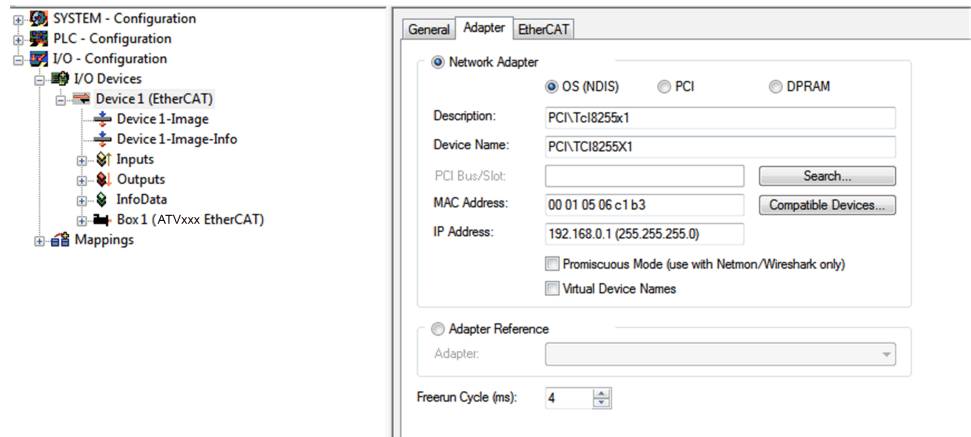 SYSTEM - Configuration
PLC - Configuration
I/O - Configuration
I/O Devices
Device 1 (EtherCAT)
Device 1-Image
Device 1-Image-Info
Inputs
Outputs
InfoData
Box 1 (ATVxxx EtherCAT)
Mappings
General Adapter EtherCAT
Network Adapter
OS (NDIS) PCI DPRAM
Description: PCI\TcI8255x1
Device Name: PCI\TCI8255X1
PCI Bus/Slot: Search...
MAC Address: 00 01 05 06 c1 b3 Compatible Devices...
IP Address: 192.168.0.1 (255.255.255.0)
Promiscuous Mode (use with Netmon/Wireshark only)
Virtual Device Names
Adapter Reference
Adapter:
Freerun Cycle (ms): 4